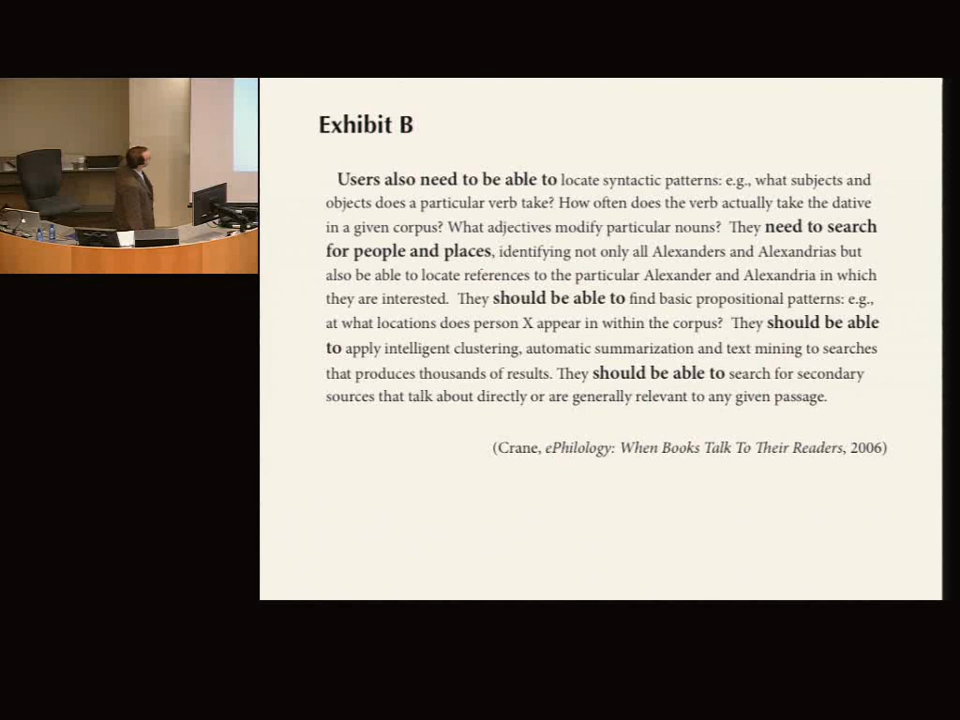 Exhibit B
Users also need to be able to locate syntactic patterns: e.g., what subjects and
objects does a particular verb take? How often does the verb actually take the dative
in a given corpus? What adjectives modify particular nouns? They need to search
for people and places, identifying not only all Alexanders and Alexandrias but
also be able to locate references to the particular Alexander and Alexandria in which
they are interested. They should be able to find basic propositional patterns: e.g.,
at what locations does person X appear in within the corpus? They should be able
to apply intelligent clustering, automatic summarization and text mining to searches
that produces thousands of results. They should be able to search for secondary
sources that talk about directly or are generally relevant to any given passage.
(Crane, ePhilology: When Books Talk To Their Readers, 2006)